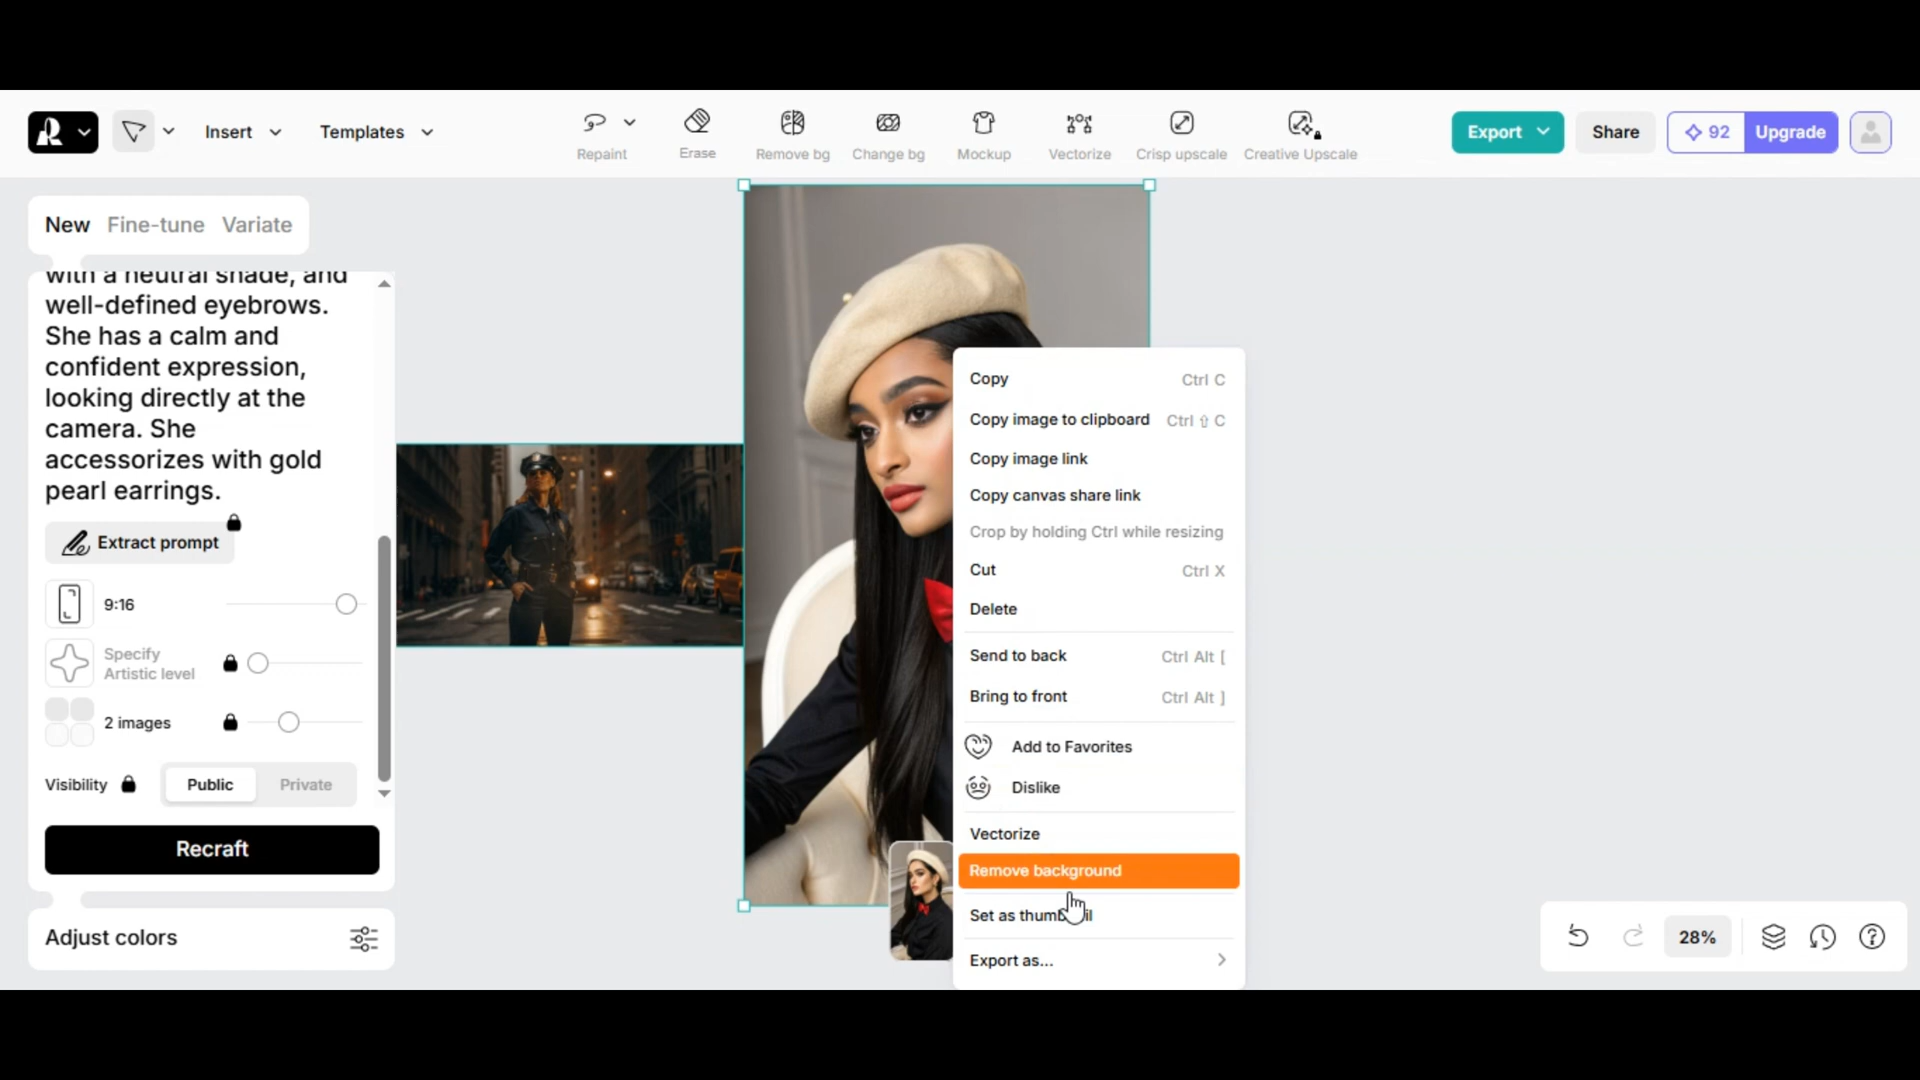 Insert
Templates
Repaint
Erase
Remove bg
Change bg
Mockup
Vectorize
Crisp upscale
Creative Upscale
Export
Share
92
Upgrade
New Fine-tune Variate
with a neutral shade, and
well-defined eyebrows.
She has a calm and
confident expression,
looking directly at the
camera. She
accessorizes with gold
pearl earrings.
Extract prompt
9:16
Specify
Artistic level
2 images
Visibility
Public
Private
Recraft
Adjust colors
Copy Ctrl C
Copy image to clipboard Ctrl ⇧ C
Copy image link
Copy canvas share link
Crop by holding Ctrl while resizing
Cut Ctrl X
Delete
Send to back Ctrl Alt [
Bring to front Ctrl Alt ]
Add to Favorites
Dislike
Vectorize
Remove background
Set as thumbnail
Export as...
28%